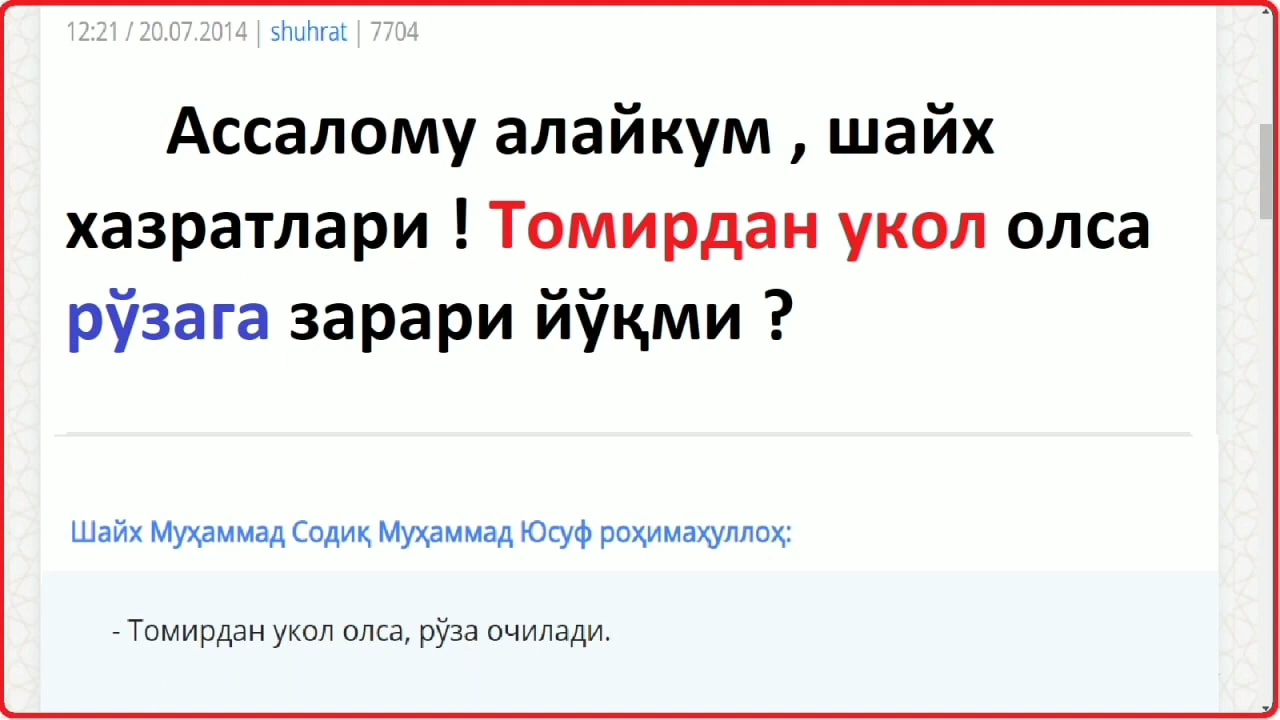 12:21 / 20.07.2014 | shuhrat | 7704
Ассалому алайкум , шайх
хазратлари ! Томирдан укол олса
рўзага зарари йўқми ?
Шайх Муҳаммад Содиқ Муҳаммад Юсуф роҳимаҳуллоҳ:
- Томирдан укол олса, рўза очилади.